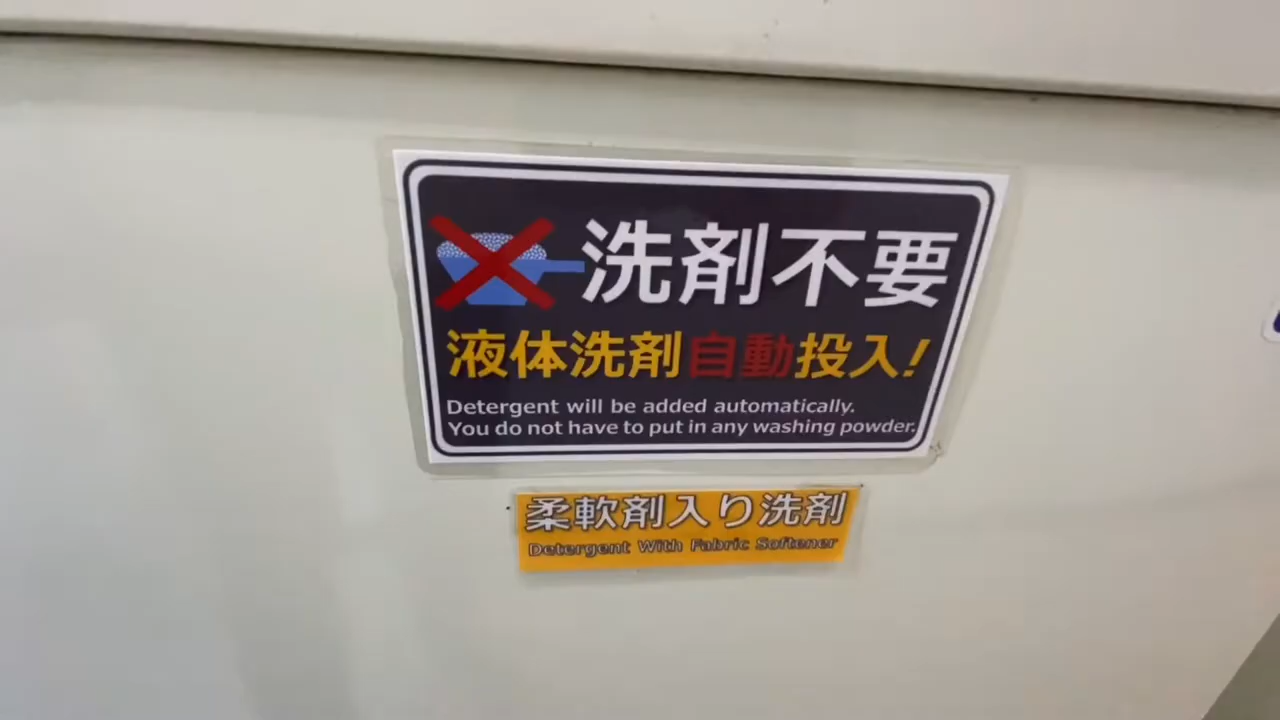 洗剤不要
液体洗剤自動投入!
Detergent will be added automatically.
You do not have to put in any washing powder.
柔軟剤入り洗剤
Detergent With Fabric Softener